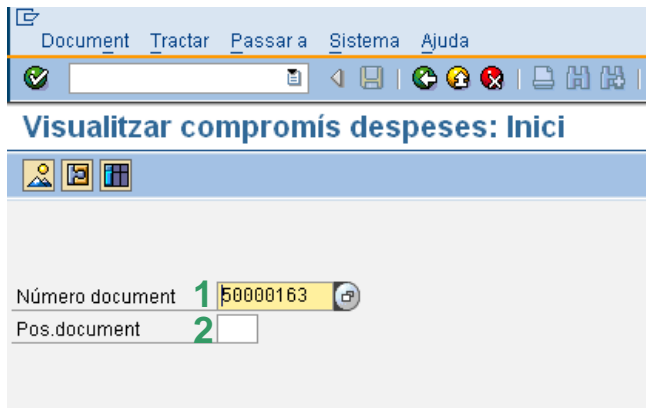 Document Tractar Passar a Sistema Ajuda
Visualitzar compromís despeses: Inici
Número document 1 50000163
Pos.document 2